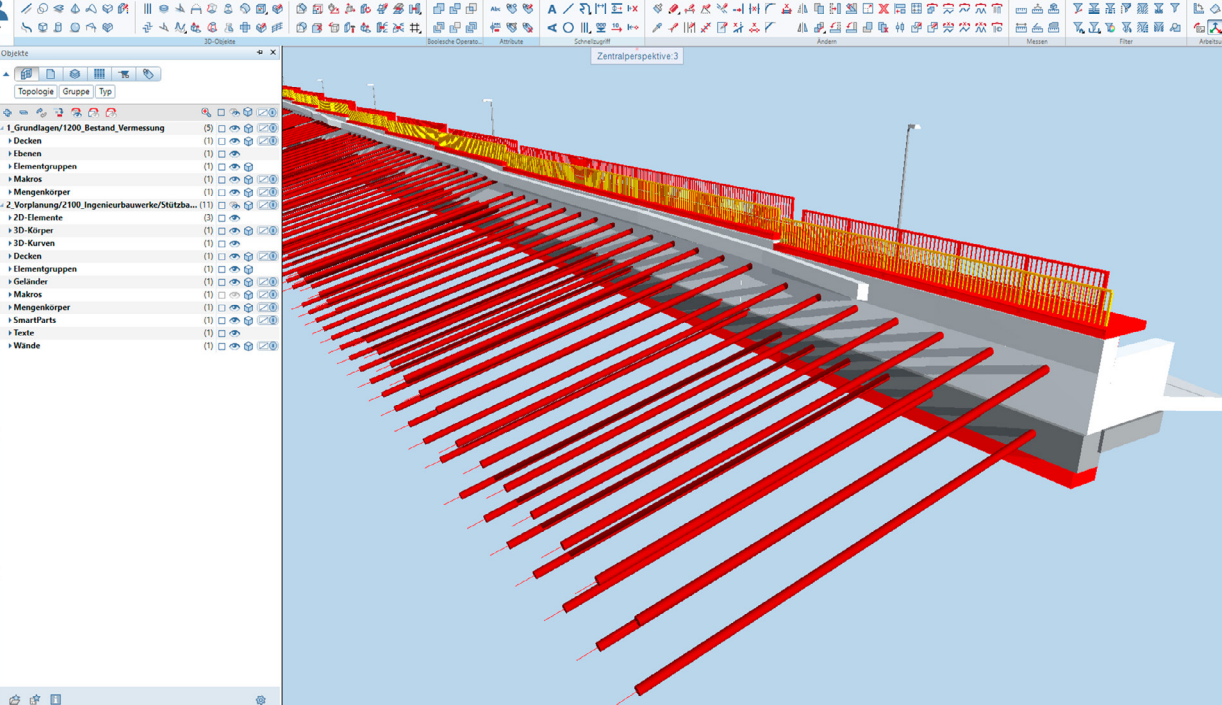 Abc
A
3D-Objekte
Boolesche Operato...
Attribute
Schnellzugriff
Ändern
Messen
Filter
Arbeitsu
Objekte
Zentralperspektive:3
Topologie
Gruppe
Typ
1_Grundlagen/1200_Bestand_Vermessung (5)
Decken (1)
Ebenen (1)
Elementgruppen (1)
Makros (1)
Mengenkörper (1)
2_Vorplanung/2100_Ingenieurbauwerke/Stützba... (11)
2D-Elemente (3)
3D-Körper (1)
3D-Kurven (1)
Decken (1)
Elementgruppen (1)
Geländer (1)
Makros (1)
Mengenkörper (1)
SmartParts (1)
Texte (1)
Wände (1)